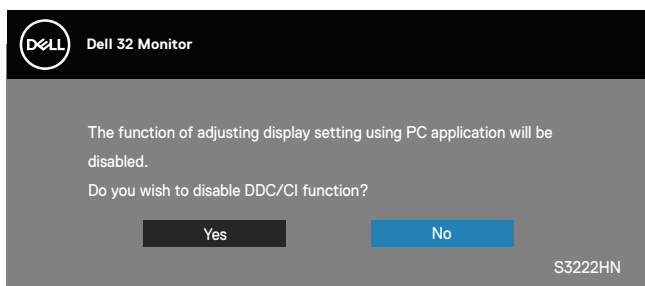 DELL
Dell 32 Monitor
The function of adjusting display setting using PC application will be
disabled.
Do you wish to disable DDC/CI function?
Yes
No
S3222HN